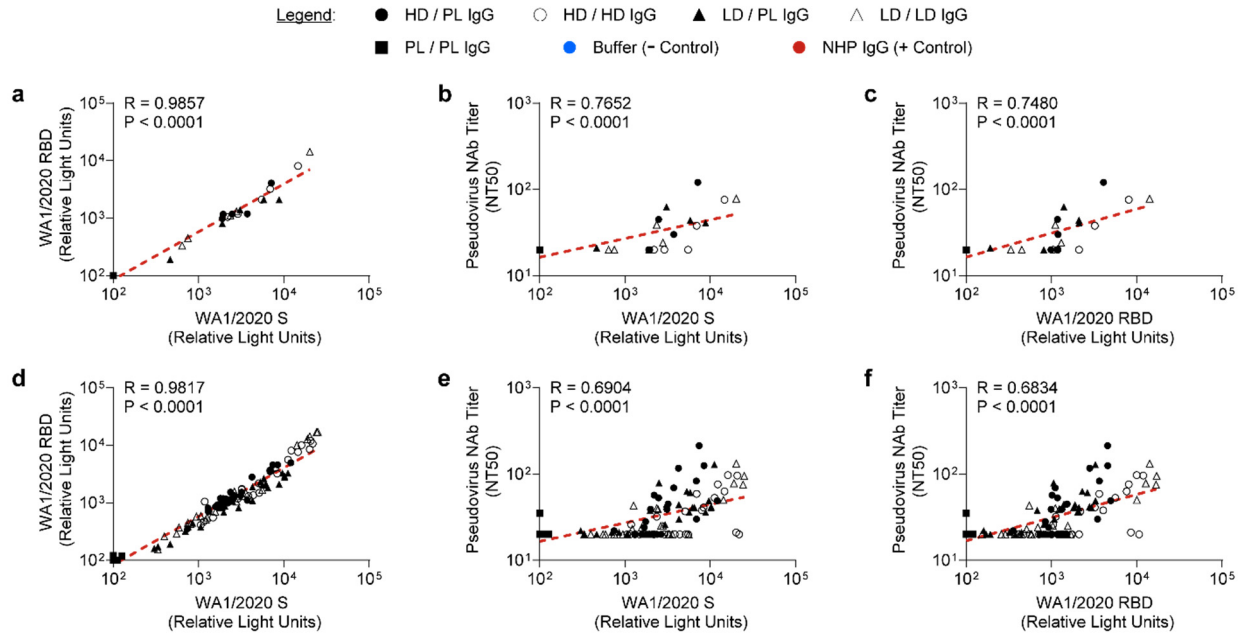 Legend:
HD / PL IgG
HD / HD IgG
LD / PL IgG
LD / LD IgG
PL / PL IgG
Buffer (− Control)
NHP IgG (+ Control)
a
WA1/2020 RBD
(Relative Light Units)
R = 0.9857
P < 0.0001
10⁵
10⁴
10³
10²
10² 10³ 10⁴ 10⁵
WA1/2020 S
(Relative Light Units)
b
Pseudovirus NAb Titer
(NT50)
R = 0.7652
P < 0.0001
10³
10²
10¹
10² 10³ 10⁴ 10⁵
WA1/2020 S
(Relative Light Units)
c
Pseudovirus NAb Titer
(NT50)
R = 0.7480
P < 0.0001
10³
10²
10¹
10² 10³ 10⁴ 10⁵
WA1/2020 RBD
(Relative Light Units)
d
WA1/2020 RBD
(Relative Light Units)
R = 0.9817
P < 0.0001
10⁵
10⁴
10³
10²
10² 10³ 10⁴ 10⁵
WA1/2020 S
(Relative Light Units)
e
Pseudovirus NAb Titer
(NT50)
R = 0.6904
P < 0.0001
10³
10²
10¹
10² 10³ 10⁴ 10⁵
WA1/2020 S
(Relative Light Units)
f
Pseudovirus NAb Titer
(NT50)
R = 0.6834
P < 0.0001
10³
10²
10¹
10² 10³ 10⁴ 10⁵
WA1/2020 RBD
(Relative Light Units)